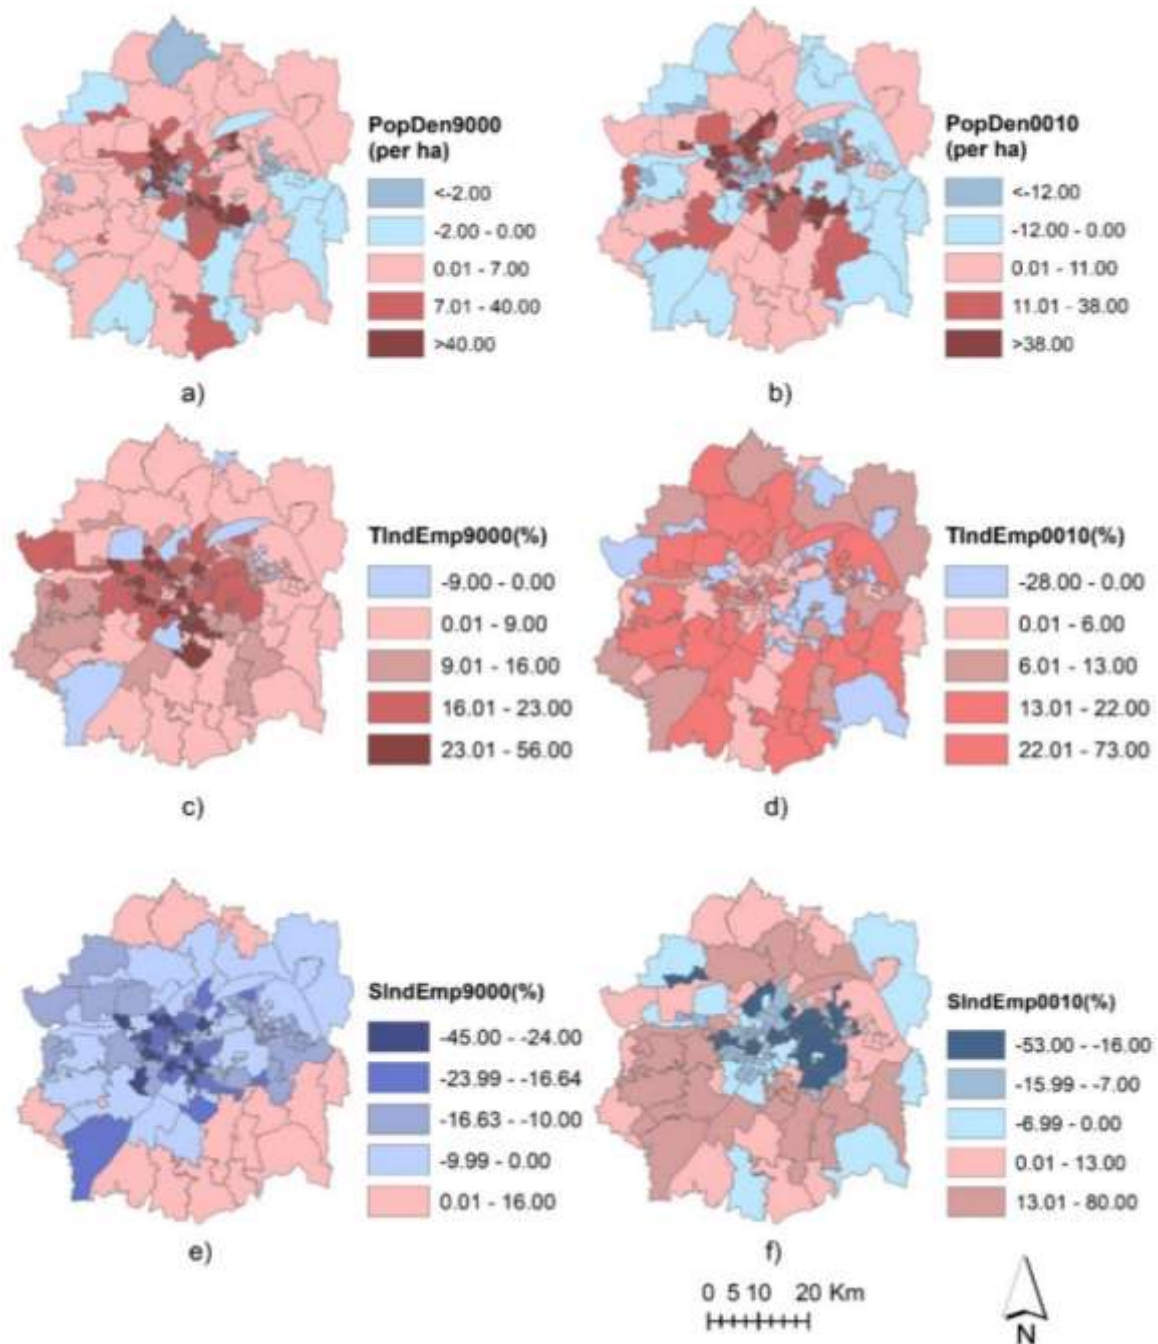 PopDen9000
(per ha)
<-2.00
-2.00 - 0.00
0.01 - 7.00
7.01 - 40.00
>40.00
a)
PopDen0010
(per ha)
<-12.00
-12.00 - 0.00
0.01 - 11.00
11.01 - 38.00
>38.00
b)
TIndEmp9000(%)
-9.00 - 0.00
0.01 - 9.00
9.01 - 16.00
16.01 - 23.00
23.01 - 56.00
c)
TIndEmp0010(%)
-28.00 - 0.00
0.01 - 6.00
6.01 - 13.00
13.01 - 22.00
22.01 - 73.00
d)
SIndEmp9000(%)
-45.00 - -24.00
-23.99 - -16.64
-16.63 - -10.00
-9.99 - 0.00
0.01 - 16.00
e)
SIndEmp0010(%)
-53.00 - -16.00
-15.99 - -7.00
-6.99 - 0.00
0.01 - 13.00
13.01 - 80.00
f)
0 5 10 20 Km
N